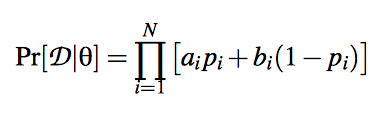 Pr[𝒟|θ] = ∏_{i=1}^{N} [a_i p_i + b_i(1 − p_i)]